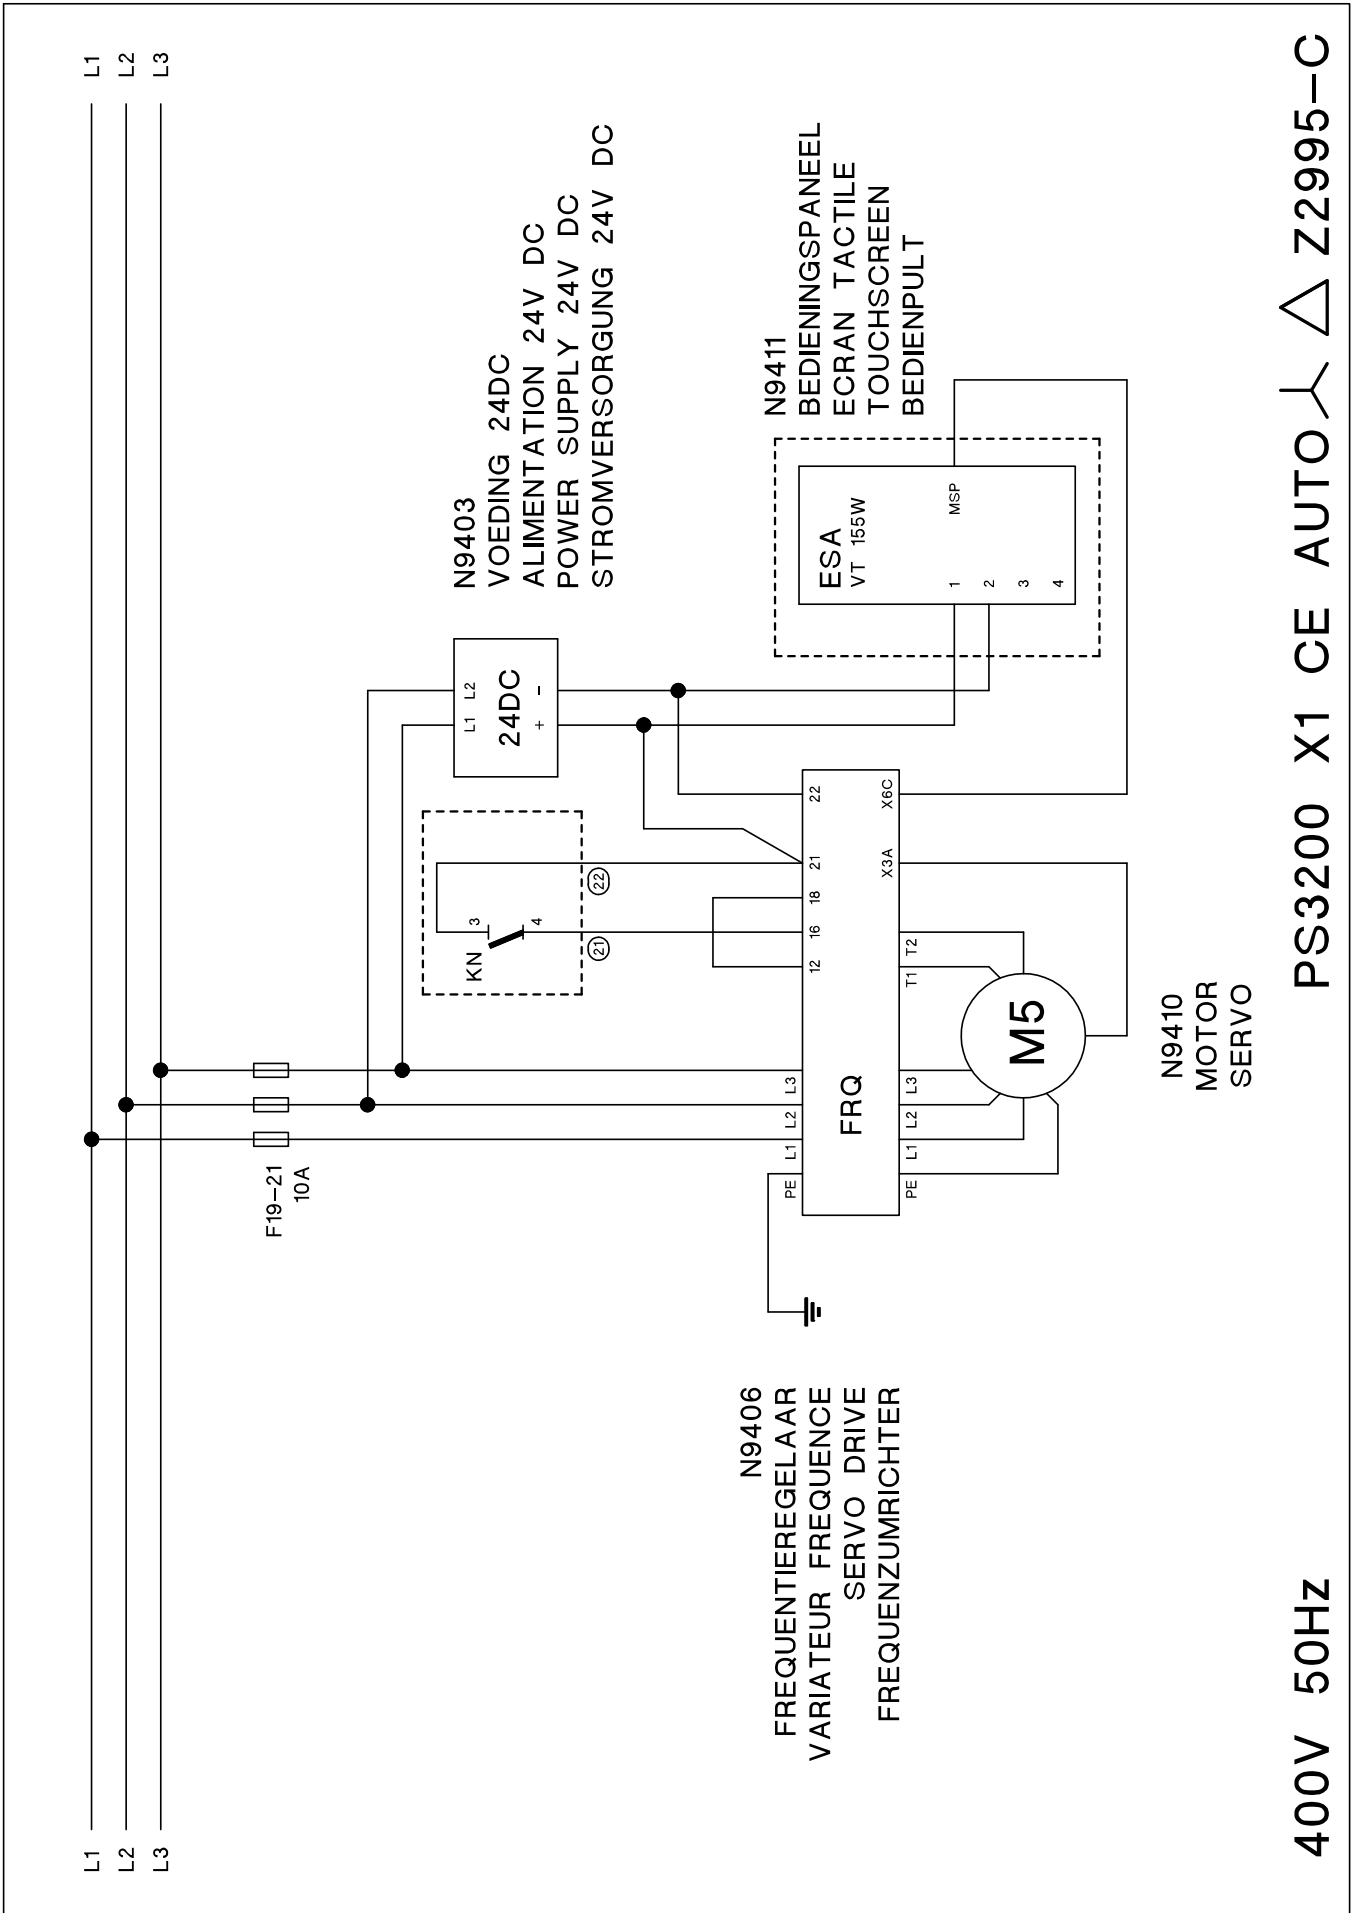 L1
L2
L3
L1
L2
L3
F19-21
10A
N9403
VOEDING 24DC
ALIMENTATION 24V DC
POWER SUPPLY 24V DC
STROMVERSORGUNG 24V DC
L1 L2
24DC
+ -
KN
3
4
21
22
N9411
BEDIENINGSPANEEL
ECRAN TACTILE
TOUCHSCREEN
BEDIENPULT
ESA
VT 155W
MSP
1
2
3
4
N9406
FREQUENTIEREGELAAR
VARIATEUR FREQUENCE
SERVO DRIVE
FREQUENZUMRICHTER
PE L1 L2 L3
12 16 18 21 22
FRQ
X3A X6C
PE L1 L2 L3 T1 T2
M5
N9410
MOTOR
SERVO
400V 50Hz
PS3200 X1 CE AUTO Z2995-C